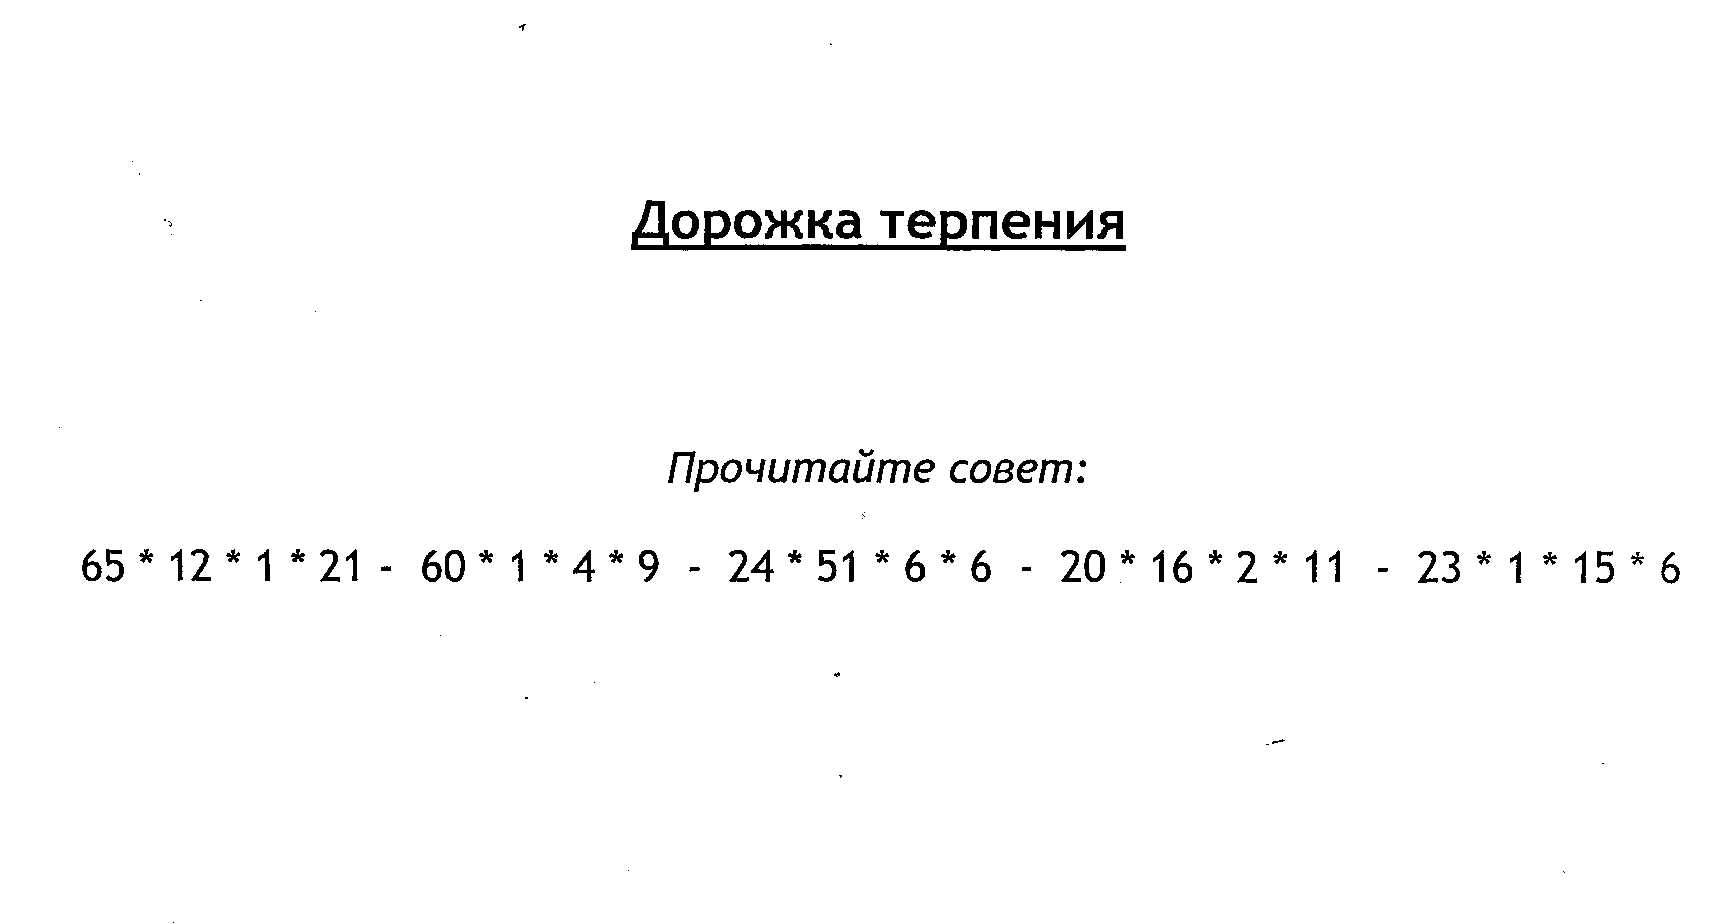 Дорожка терпения
Прочитайте совет:
65 * 12 * 1 * 21 - 60 * 1 * 4 * 9 - 24 * 51 * 6 * 6 - 20 * 16 * 2 * 11 - 23 * 1 * 15 * 6